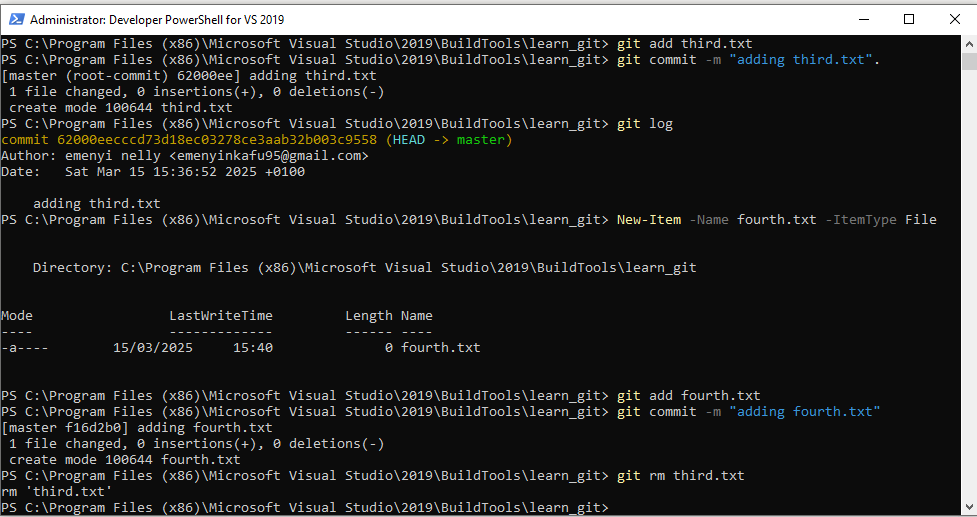 Administrator: Developer PowerShell for VS 2019
PS C:\Program Files (x86)\Microsoft Visual Studio\2019\BuildTools\learn_git> git add third.txt
PS C:\Program Files (x86)\Microsoft Visual Studio\2019\BuildTools\learn_git> git commit -m "adding third.txt".
[master (root-commit) 62000ee] adding third.txt
 1 file changed, 0 insertions(+), 0 deletions(-)
 create mode 100644 third.txt
PS C:\Program Files (x86)\Microsoft Visual Studio\2019\BuildTools\learn_git> git log
commit 62000eecccd73d18ec03278ce3aab32b003c9558 (HEAD -> master)
Author: emenyi nelly <emenyinkafu95@gmail.com>
Date:   Sat Mar 15 15:36:52 2025 +0100
    adding third.txt
PS C:\Program Files (x86)\Microsoft Visual Studio\2019\BuildTools\learn_git> New-Item -Name fourth.txt -ItemType File
    Directory: C:\Program Files (x86)\Microsoft Visual Studio\2019\BuildTools\learn_git
Mode                 LastWriteTime         Length Name
----                 -------------         ------ ----
-a----        15/03/2025     15:40              0 fourth.txt
PS C:\Program Files (x86)\Microsoft Visual Studio\2019\BuildTools\learn_git> git add fourth.txt
PS C:\Program Files (x86)\Microsoft Visual Studio\2019\BuildTools\learn_git> git commit -m "adding fourth.txt"
[master f16d2b0] adding fourth.txt
 1 file changed, 0 insertions(+), 0 deletions(-)
 create mode 100644 fourth.txt
PS C:\Program Files (x86)\Microsoft Visual Studio\2019\BuildTools\learn_git> git rm third.txt
rm 'third.txt'
PS C:\Program Files (x86)\Microsoft Visual Studio\2019\BuildTools\learn_git>